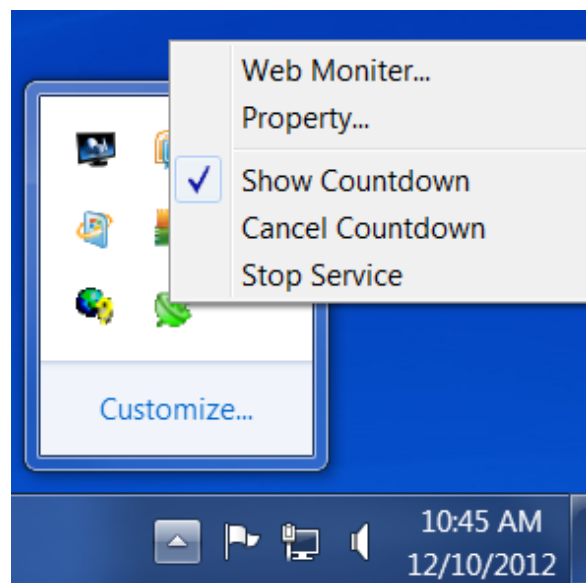 Web Moniter...
Property...
Show Countdown
Cancel Countdown
Stop Service
Customize...
10:45 AM
12/10/2012